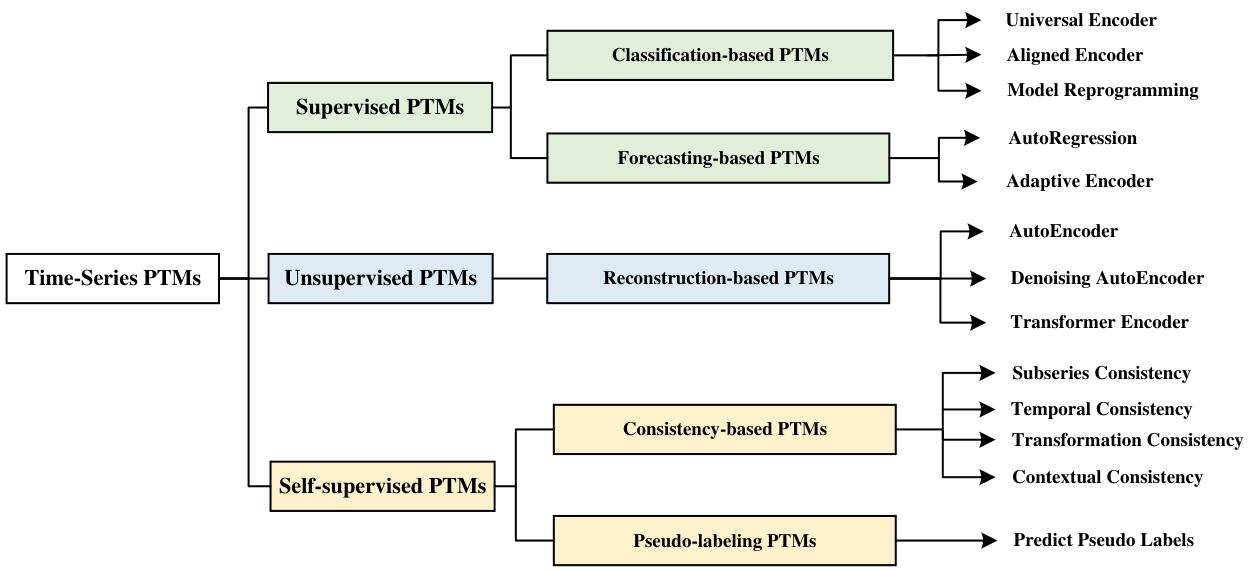 Time-Series PTMs
Supervised PTMs
Classification-based PTMs
Universal Encoder
Aligned Encoder
Model Reprogramming
Forecasting-based PTMs
AutoRegression
Adaptive Encoder
Unsupervised PTMs
Reconstruction-based PTMs
AutoEncoder
Denoising AutoEncoder
Transformer Encoder
Self-supervised PTMs
Consistency-based PTMs
Subseries Consistency
Temporal Consistency
Transformation Consistency
Contextual Consistency
Pseudo-labeling PTMs
Predict Pseudo Labels